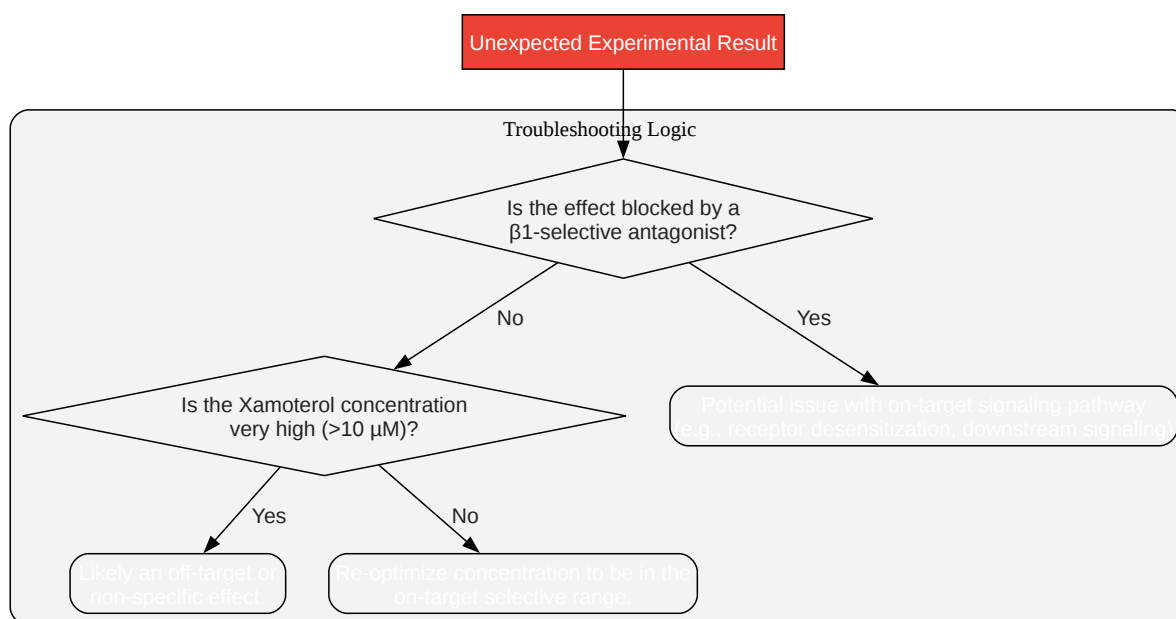 Unexpected Experimental Result
Troubleshooting Logic
Is the effect blocked by a
β1-selective antagonist?
No
Yes
Is the Xamoterol concentration
very high (>10 µM)?
Potential issue with on-target signaling pathway
(e.g., receptor desensitization, downstream signaling)
Yes
No
Likely an off-target or
non-specific effect.
Re-optimize concentration to be in the
on-target selective range.